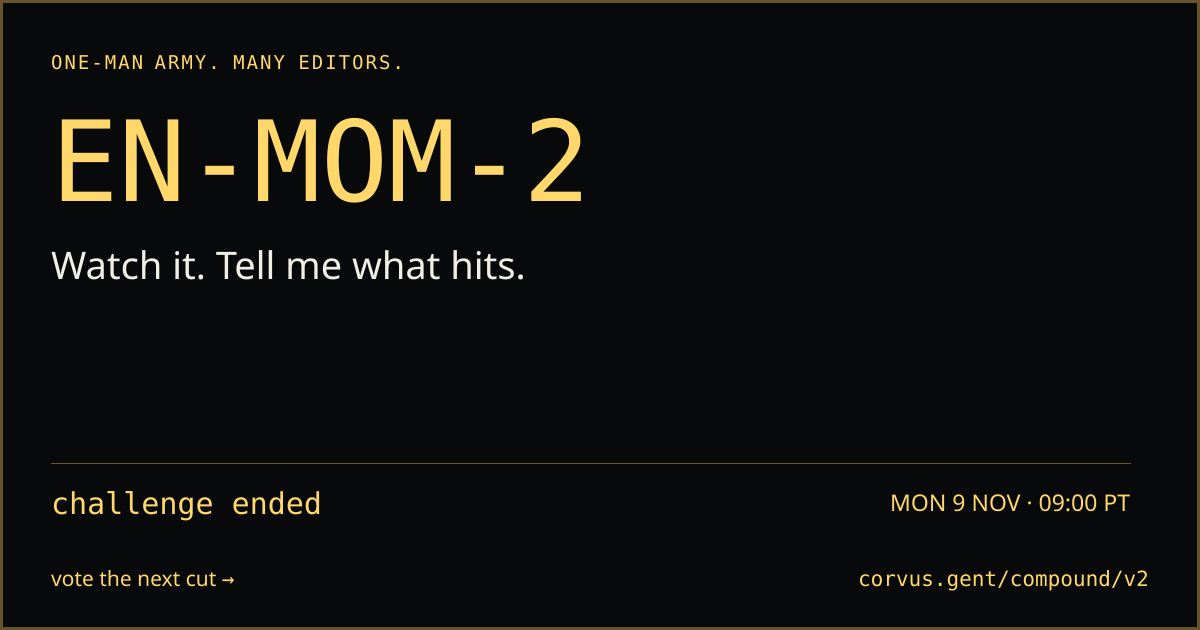 ONE-MAN ARMY. MANY EDITORS.
EN-MOM-2
Watch it. Tell me what hits.
challenge ended
MON 9 NOV · 09:00 PT
vote the next cut →
corvus.gent/compound/v2